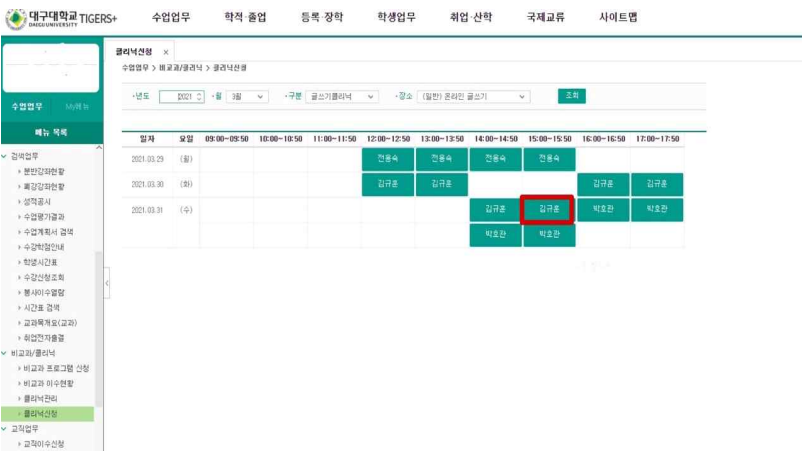 대구대학교 TIGERS+
DAEGU UNIVERSITY
수업업무 학적·졸업 등록·장학 학생업무 취업·산학 국제교류 사이트맵
클리닉신청 ×
수업업무 > 비교과/클리닉 > 클리닉신청
년도 2021 월 3월 구분 글쓰기클리닉 장소 (일반) 온라인 글쓰기 조회
수업업무 My메뉴
메뉴 목록
일자 요일 09:00~09:50 10:00~10:50 11:00~11:50 12:00~12:50 13:00~13:50 14:00~14:50 15:00~15:50 16:00~16:50 17:00~17:50
2021.03.29 (월) 전용숙 전용숙 전용숙 전용숙
2021.03.30 (화) 김규훈 김규훈 김규훈 김규훈
2021.03.31 (수) 김규훈 김규훈 박호관 박호관
박호관 박호관
검색업무
분반강좌현황
폐강강좌현황
성적공시
수업평가결과
수업계획서 검색
수강학점안내
학생시간표
수강신청조회
봉사이수열람
시간표 검색
교과목개요(교과)
취업전자출결
비교과/클리닉
비교과 프로그램 신청
비교과 이수현황
클리닉관리
클리닉신청
교직업무
교직이수신청